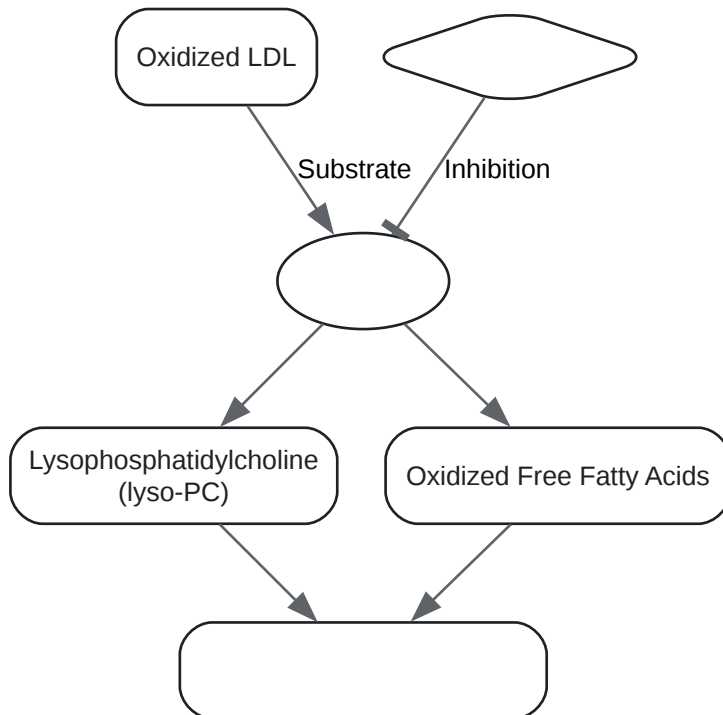 Oxidized LDL
Substrate
Inhibition
Lysophosphatidylcholine
(lyso-PC)
Oxidized Free Fatty Acids